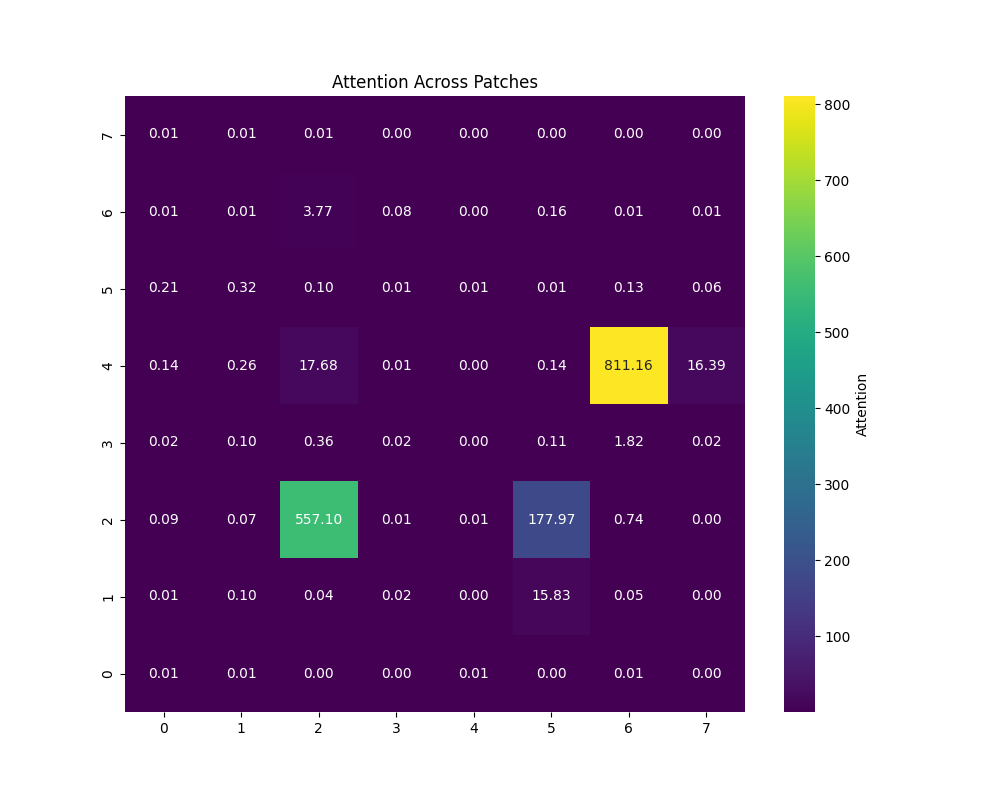 Attention Across Patches
7 0.01 0.01 0.01 0.00 0.00 0.00 0.00 0.00
6 0.01 0.01 3.77 0.08 0.00 0.16 0.01 0.01
5 0.21 0.32 0.10 0.01 0.01 0.01 0.13 0.06
4 0.14 0.26 17.68 0.01 0.00 0.14 811.16 16.39
3 0.02 0.10 0.36 0.02 0.00 0.11 1.82 0.02
2 0.09 0.07 557.10 0.01 0.01 177.97 0.74 0.00
1 0.01 0.10 0.04 0.02 0.00 15.83 0.05 0.00
0 0.01 0.01 0.00 0.00 0.01 0.00 0.01 0.00
0 1 2 3 4 5 6 7
800
700
600
500
400
300
200
100
Attention